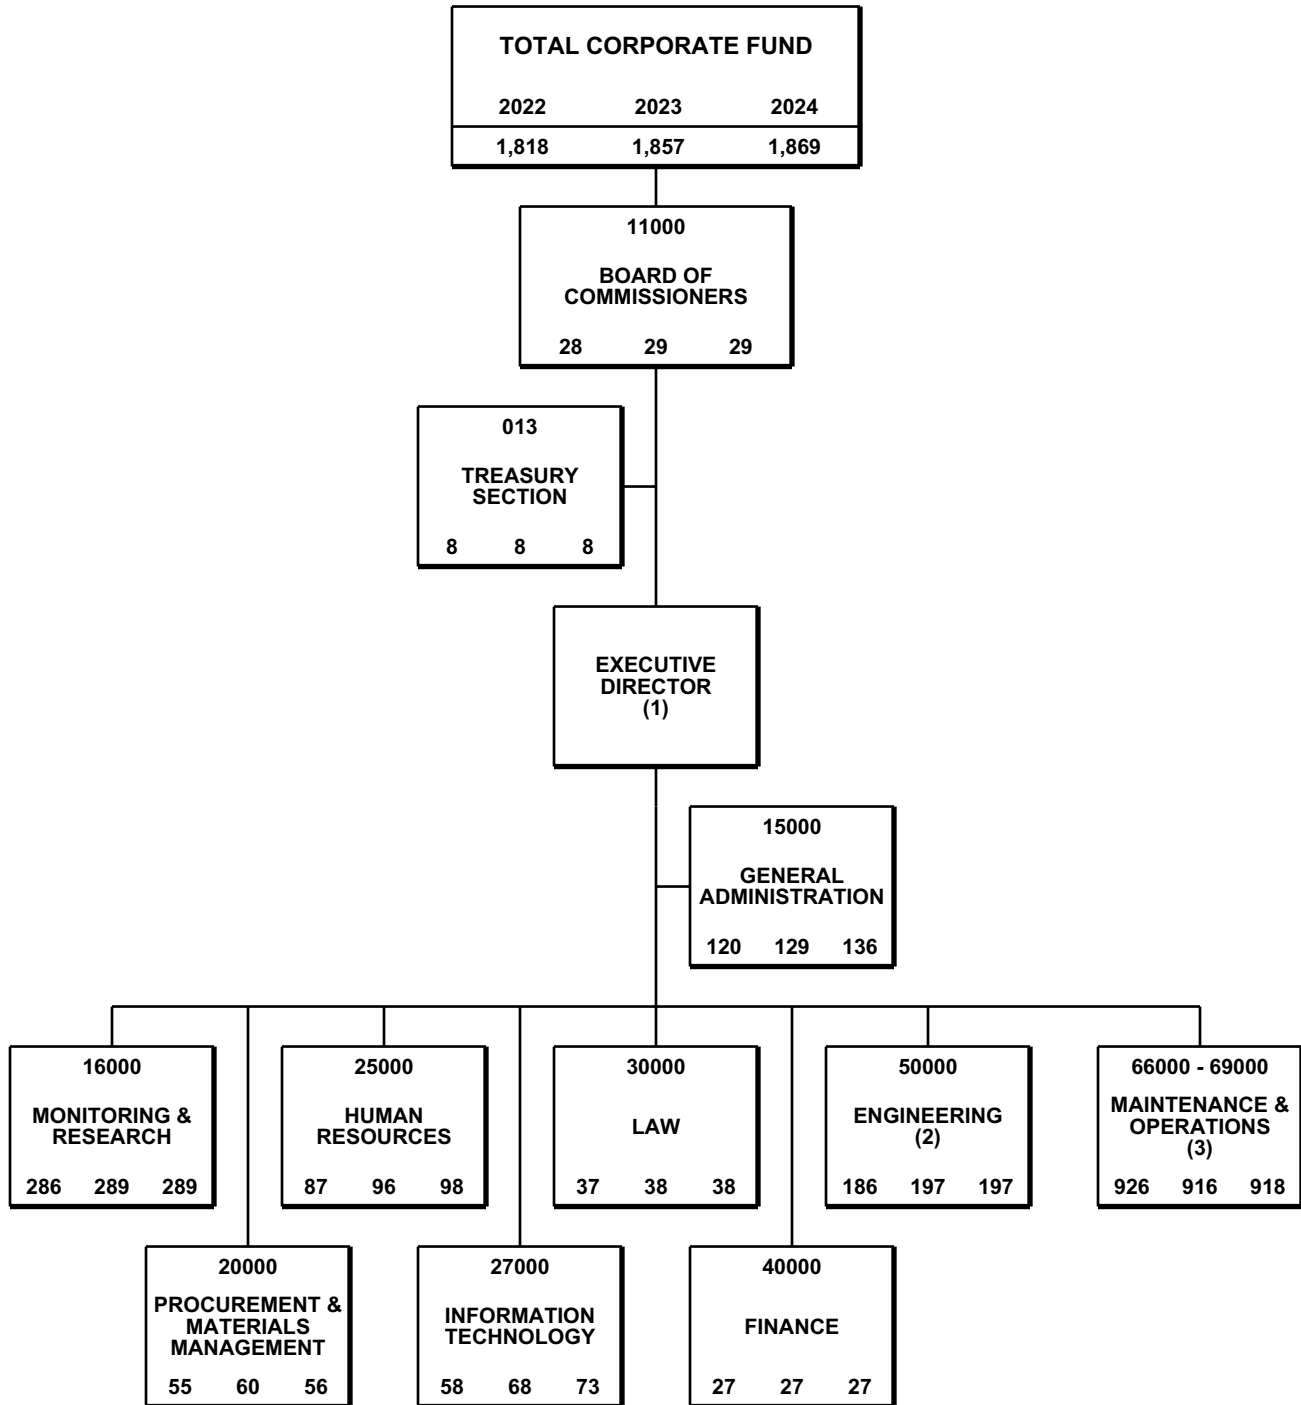 TOTAL CORPORATE FUND
2022 2023 2024
1,818 1,857 1,869
11000
BOARD OF
COMMISSIONERS
28 29 29
013
TREASURY
SECTION
8 8 8
EXECUTIVE
DIRECTOR
(1)
15000
GENERAL
ADMINISTRATION
120 129 136
16000
MONITORING &
RESEARCH
286 289 289
25000
HUMAN
RESOURCES
87 96 98
30000
LAW
37 38 38
50000
ENGINEERING
(2)
186 197 197
66000 - 69000
MAINTENANCE &
OPERATIONS
(3)
926 916 918
20000
PROCUREMENT &
MATERIALS
MANAGEMENT
55 60 56
27000
INFORMATION
TECHNOLOGY
58 68 73
40000
FINANCE
27 27 27